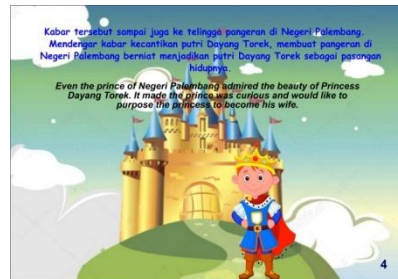 Kabar tersebut sampai juga ke telingga pangeran di Negeri Palembang.
Mendengar kabar kecantikan putri Dayang Torek, membuat pangeran di
Negeri Palembang berniat menjadikan putri Dayang Torek sebagai pasangan
hidupnya.
Even the prince of Negeri Palembang admired the beauty of Princess
Dayang Torek. It made the prince was curious and would like to
purpose the princess to become his wife.
4